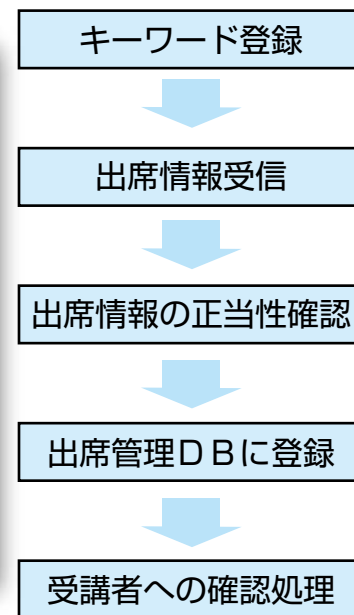 キーワード登録
出席情報受信
出席情報の正当性確認
出席管理ＤＢに登録
受講者への確認処理